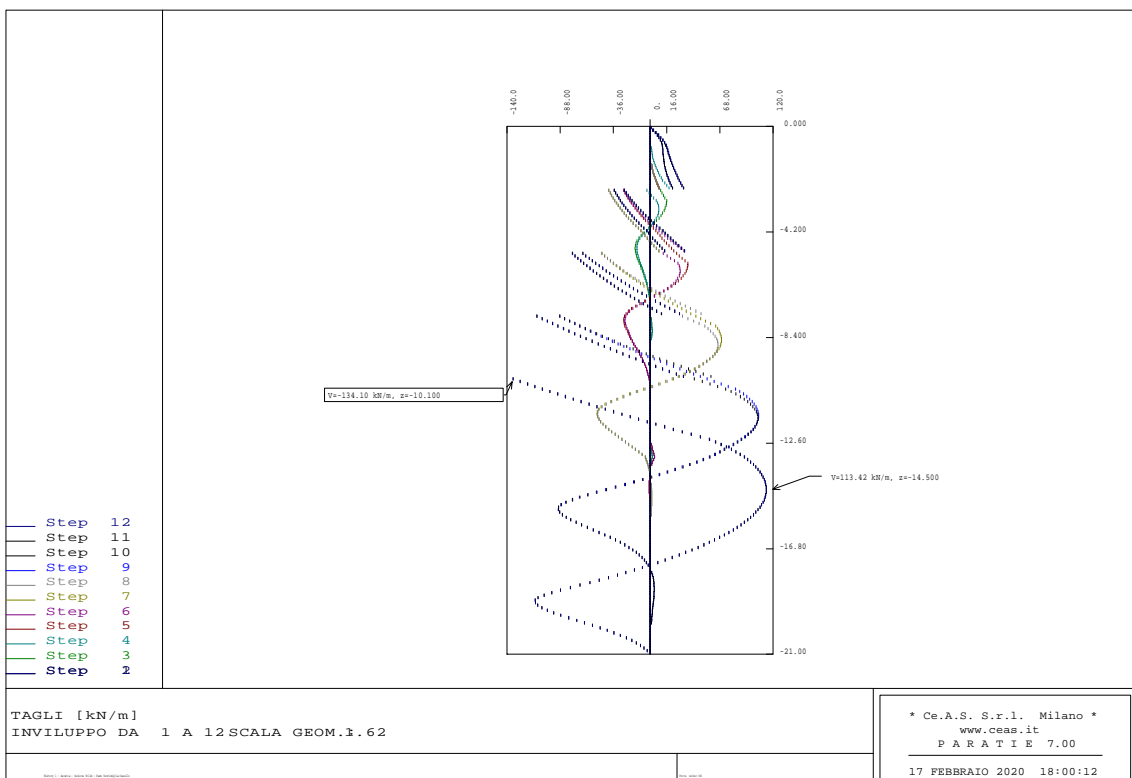 -140.0
-88.00
-36.00
0.
16.00
68.00
120.0
0.000
-4.200
-8.400
-12.60
-16.80
-21.00
V=-134.10 kN/m, z=-10.100
V=113.42 kN/m, z=-14.500
Step 12
Step 11
Step 10
Step 9
Step 8
Step 7
Step 6
Step 5
Step 4
Step 3
Step
TAGLI [kN/m]
INVILUPPO DA 1 A 12 SCALA GEOM.
* Ce.A.S. S.r.l. Milano *
www.ceas.it
P A R A T I E 7.00
17 FEBBRAIO 2020 18:00:12